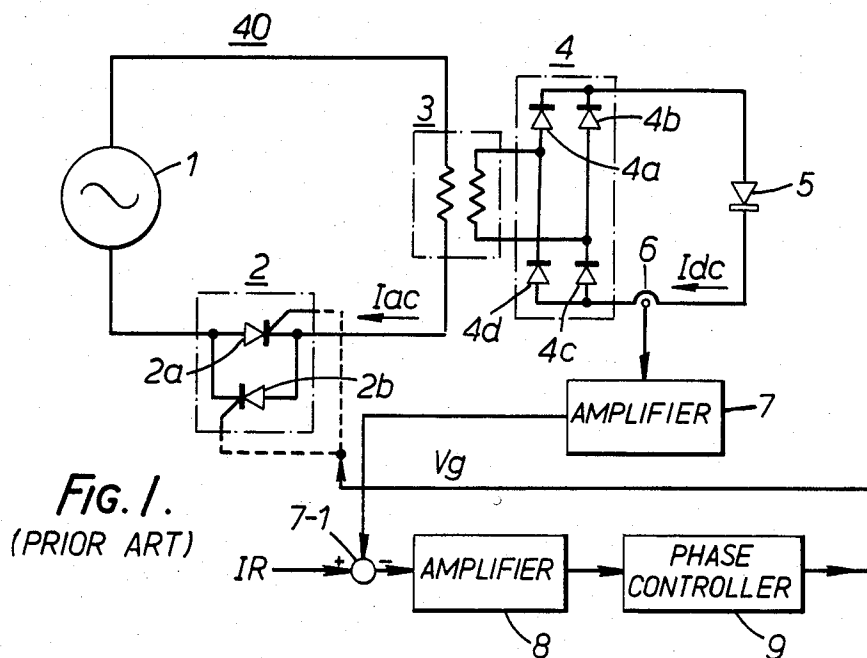 40
4
3
1
4b
4a
5
6
Idc
2
Iac
4d
4c
2a
2b
AMPLIFIER
7
Vg
FIG. 1.
(PRIOR ART)
7-1
IR
+
-
AMPLIFIER
PHASE
CONTROLLER
8
9